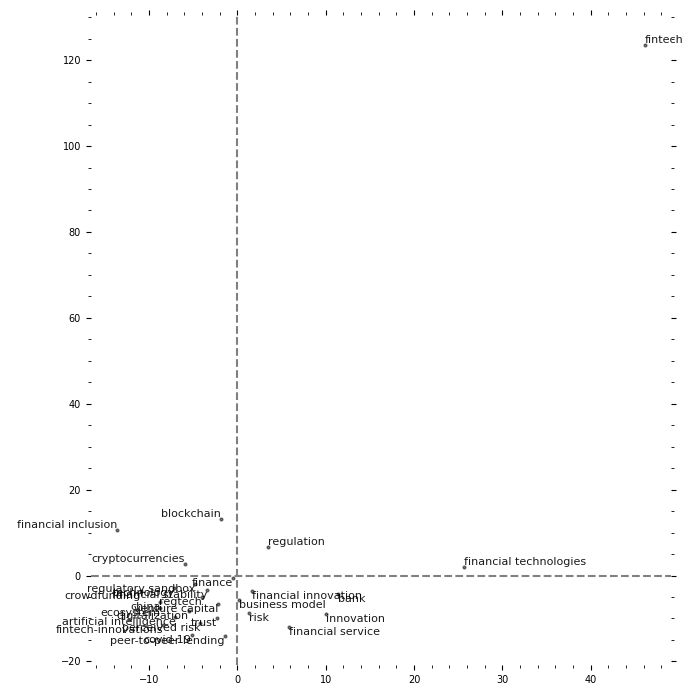 fintech
120
100
80
60
40
20
blockchain
financial inclusion
regulation
cryptocurrencies
financial technologies
0
finance
regulatory sandbox
financial stability
crowdfunding
financial innovation
bank
regtech
business model
china
venture capital
ecosystem
digitalization
risk
innovation
artificial intelligence
trust
perceived risk
fintech-innovations
financial service
covid-19
peer-to-peer lending
−20
−10
0
10
20
30
40